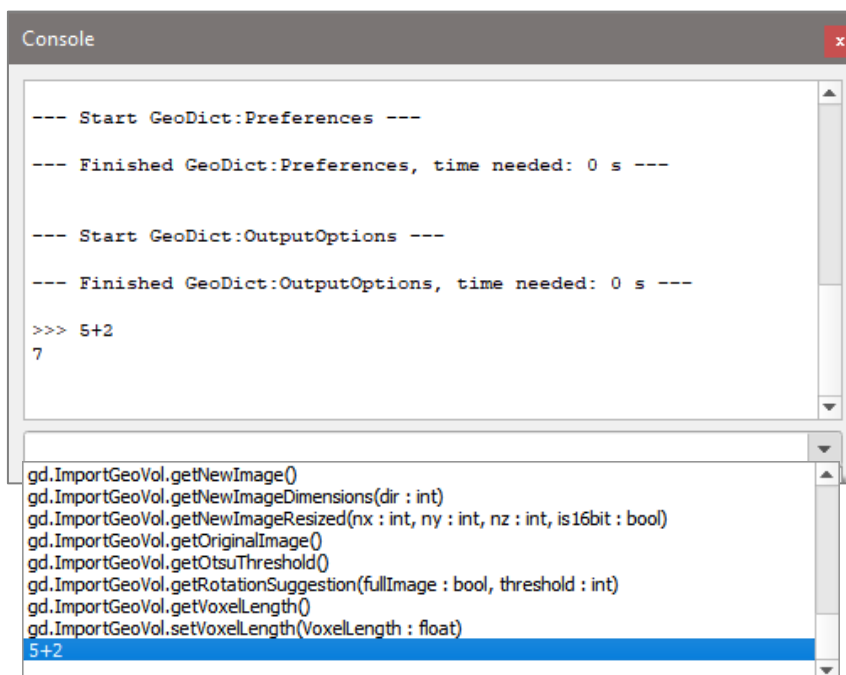 Console
x
--- Start GeoDict:Preferences ---
--- Finished GeoDict:Preferences, time needed: 0 s ---
--- Start GeoDict:OutputOptions ---
--- Finished GeoDict:OutputOptions, time needed: 0 s ---
>>> 5+2
7
gd.ImportGeoVol.getNewImage()
gd.ImportGeoVol.getNewImageDimensions(dir : int)
gd.ImportGeoVol.getNewImageResized(nx : int, ny : int, nz : int, is16bit : bool)
gd.ImportGeoVol.getOriginalImage()
gd.ImportGeoVol.getOtsuThreshold()
gd.ImportGeoVol.getRotationSuggestion(fullImage : bool, threshold : int)
gd.ImportGeoVol.getVoxelLength()
gd.ImportGeoVol.setVoxelLength(VoxelLength : float)
5+2